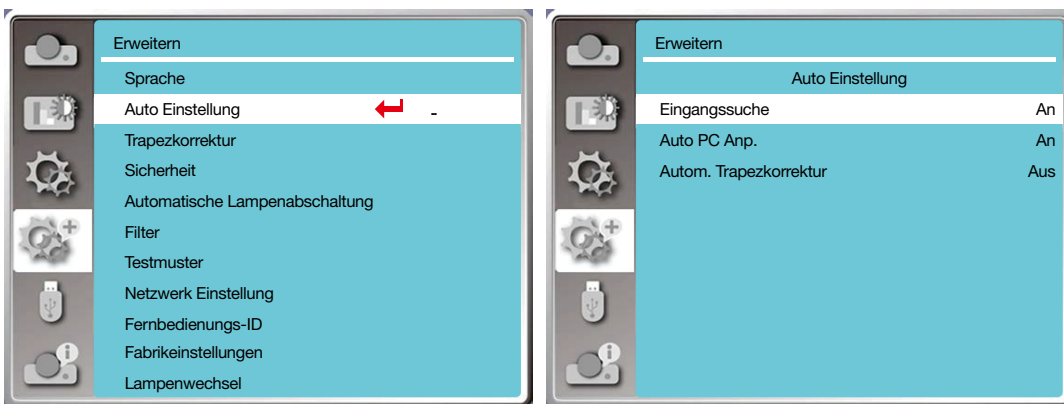 Erweitern
Sprache
Auto Einstellung -
Trapezkorrektur
Sicherheit
Automatische Lampenabschaltung
Filter
Testmuster
Netzwerk Einstellung
Fernbedienungs-ID
Fabrikeinstellungen
Lampenwechsel
Erweitern
Auto Einstellung
Eingangssuche An
Auto PC Anp. An
Autom. Trapezkorrektur Aus